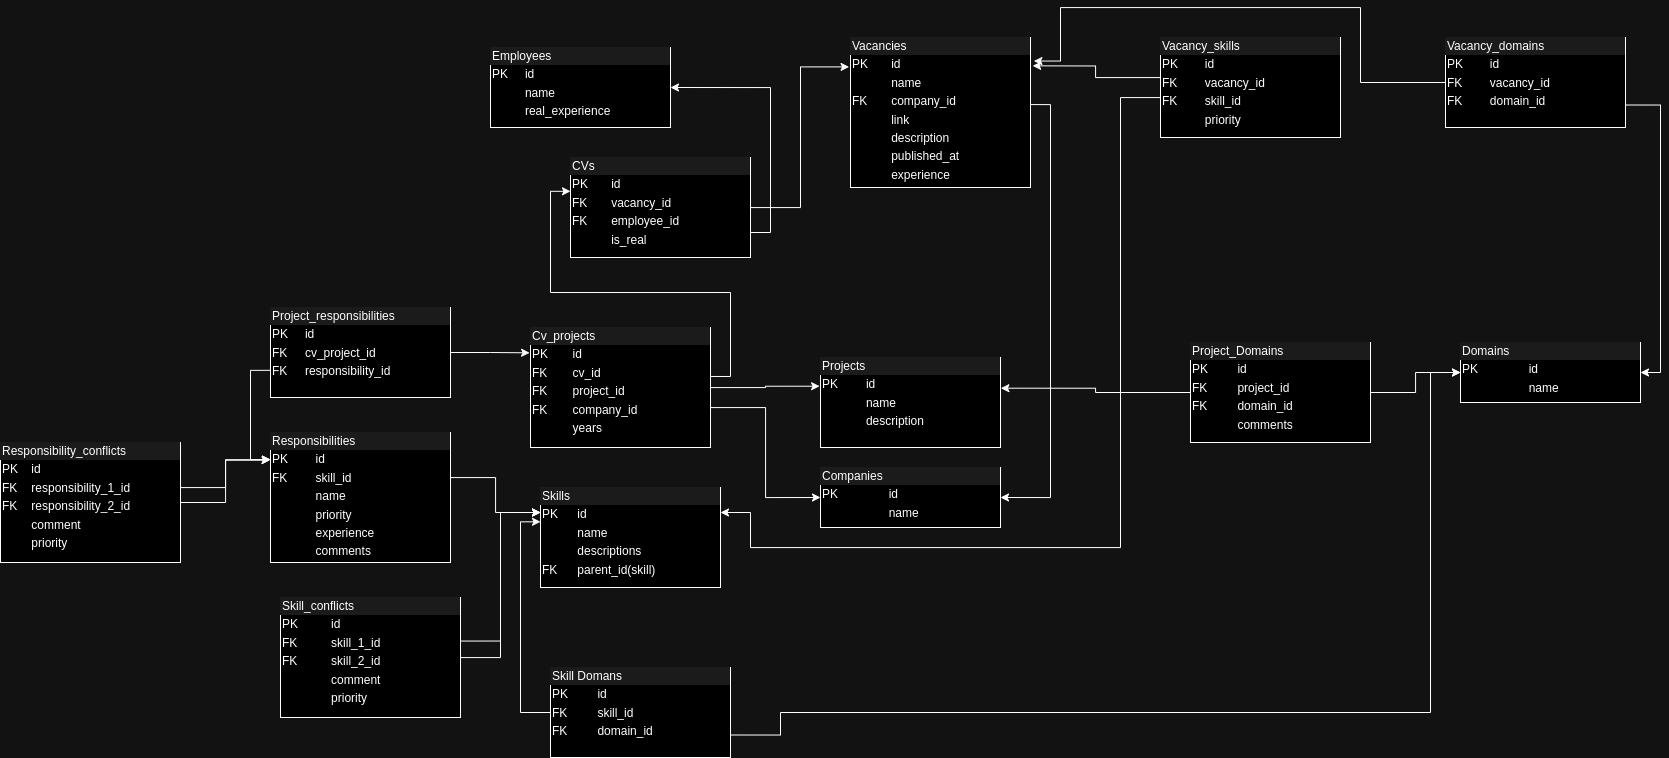 Employees
PK id
name
real_experience
Vacancies
PK id
name
FK company_id
link
description
published_at
experience
Vacancy_skills
PK id
FK vacancy_id
FK skill_id
priority
Vacancy_domains
PK id
FK vacancy_id
FK domain_id
CVs
PK id
FK vacancy_id
FK employee_id
is_real
Project_responsibilities
PK id
FK cv_project_id
FK responsibility_id
Cv_projects
PK id
FK cv_id
FK project_id
FK company_id
years
Projects
PK id
name
description
Project_Domains
PK id
FK project_id
FK domain_id
comments
Domains
PK id
name
Responsibility_conflicts
PK id
FK responsibility_1_id
FK responsibility_2_id
comment
priority
Responsibilities
PK id
FK skill_id
name
priority
experience
comments
Skills
PK id
name
descriptions
FK parent_id(skill)
Companies
PK id
name
Skill_conflicts
PK id
FK skill_1_id
FK skill_2_id
comment
priority
Skill Domans
PK id
FK skill_id
FK domain_id